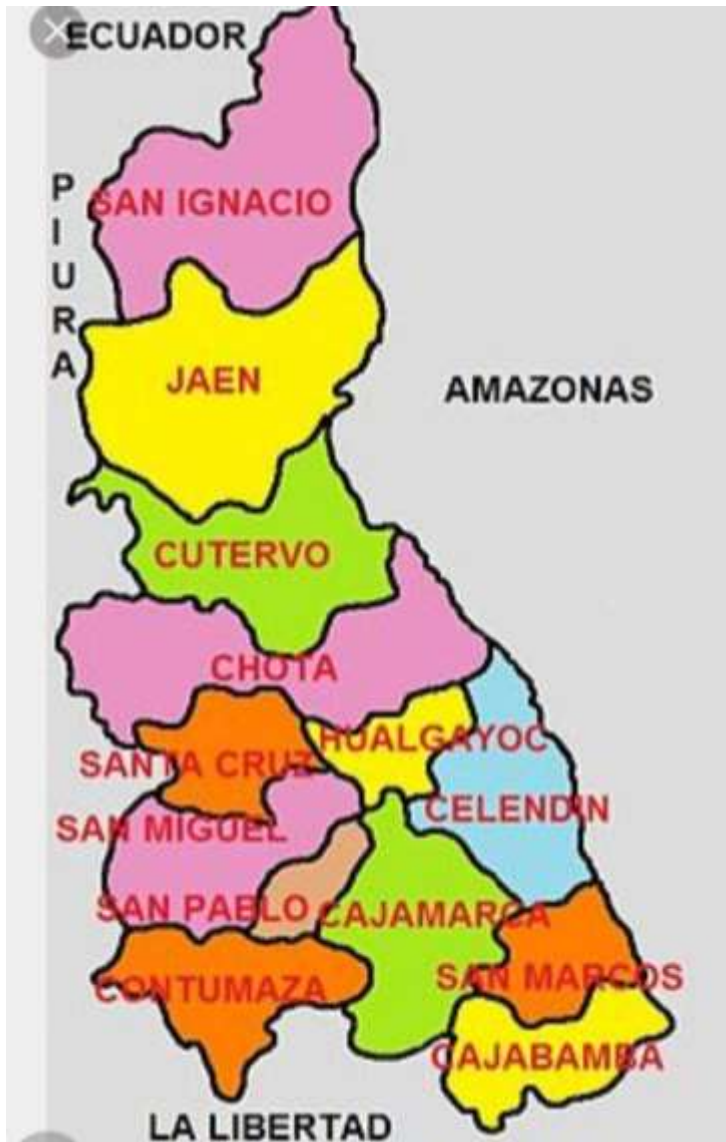 ECUADOR
PIURA
SAN IGNACIO
JAEN
AMAZONAS
CUTERVO
CHOTA
HUALGAYOC
SANTA CRUZ
CELENDIN
SAN MIGUEL
SAN PABLO
CAJAMARCA
SAN MARCOS
CONTUMAZA
CAJABAMBA
LA LIBERTAD